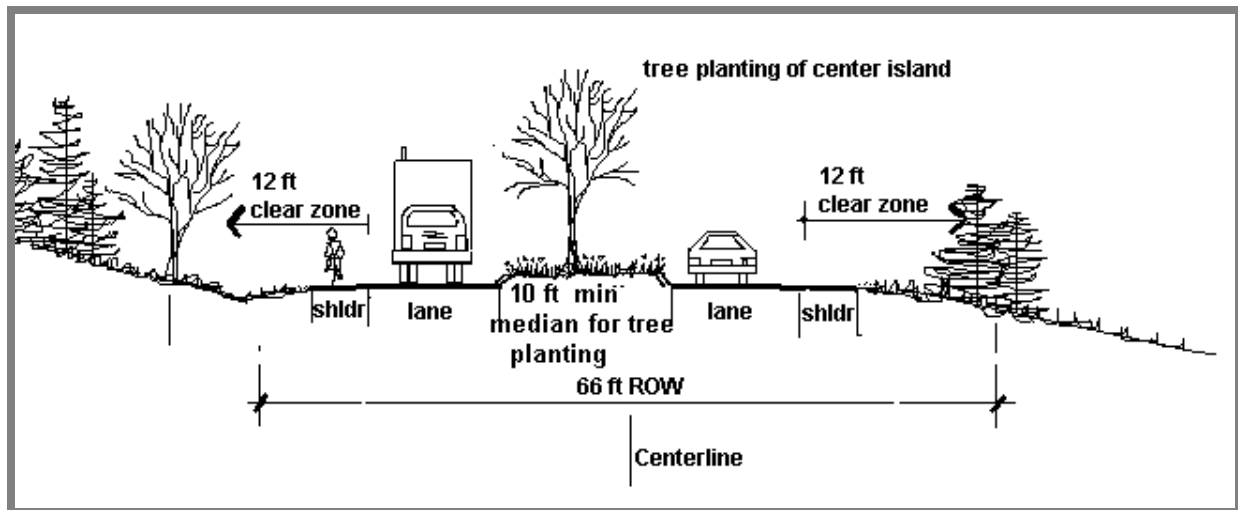 tree planting of center island
12 ft
clear zone
12 ft
clear zone
shldr
lane
10 ft min
median for tree
planting
lane
shldr
66 ft ROW
Centerline